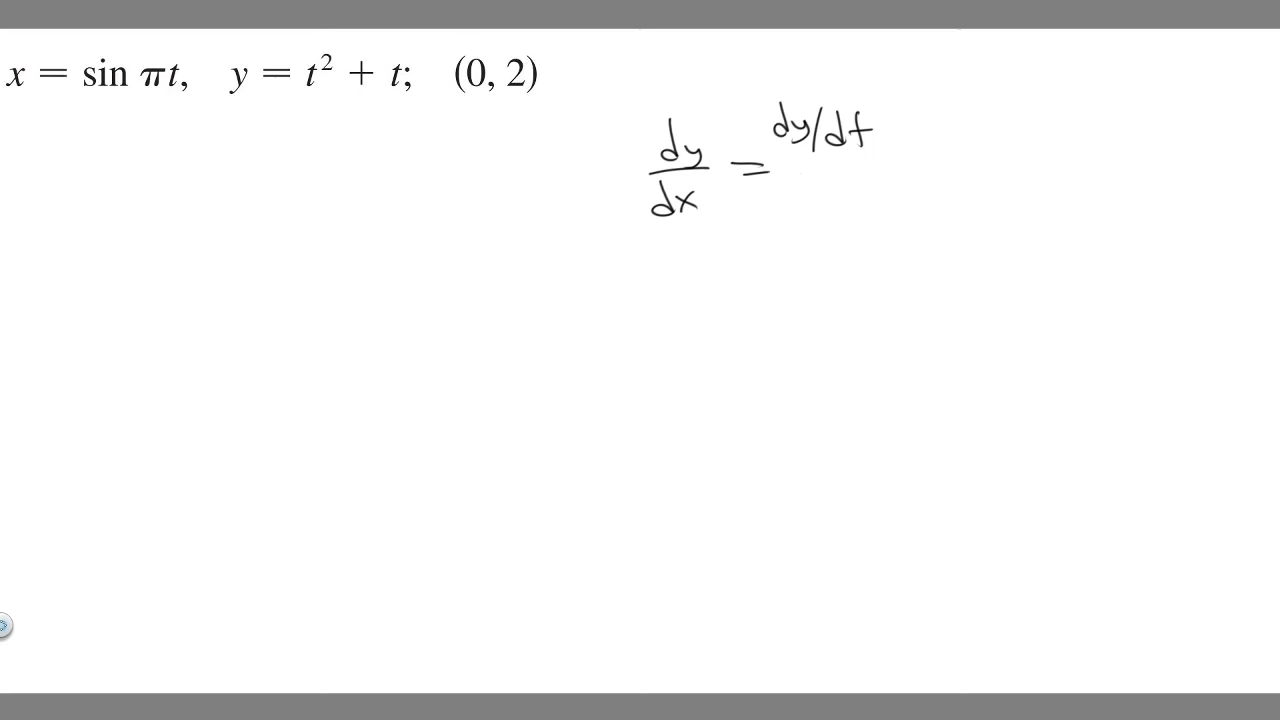 x = sin πt, y = t² + t; (0, 2)
dy/dx = dy/dt